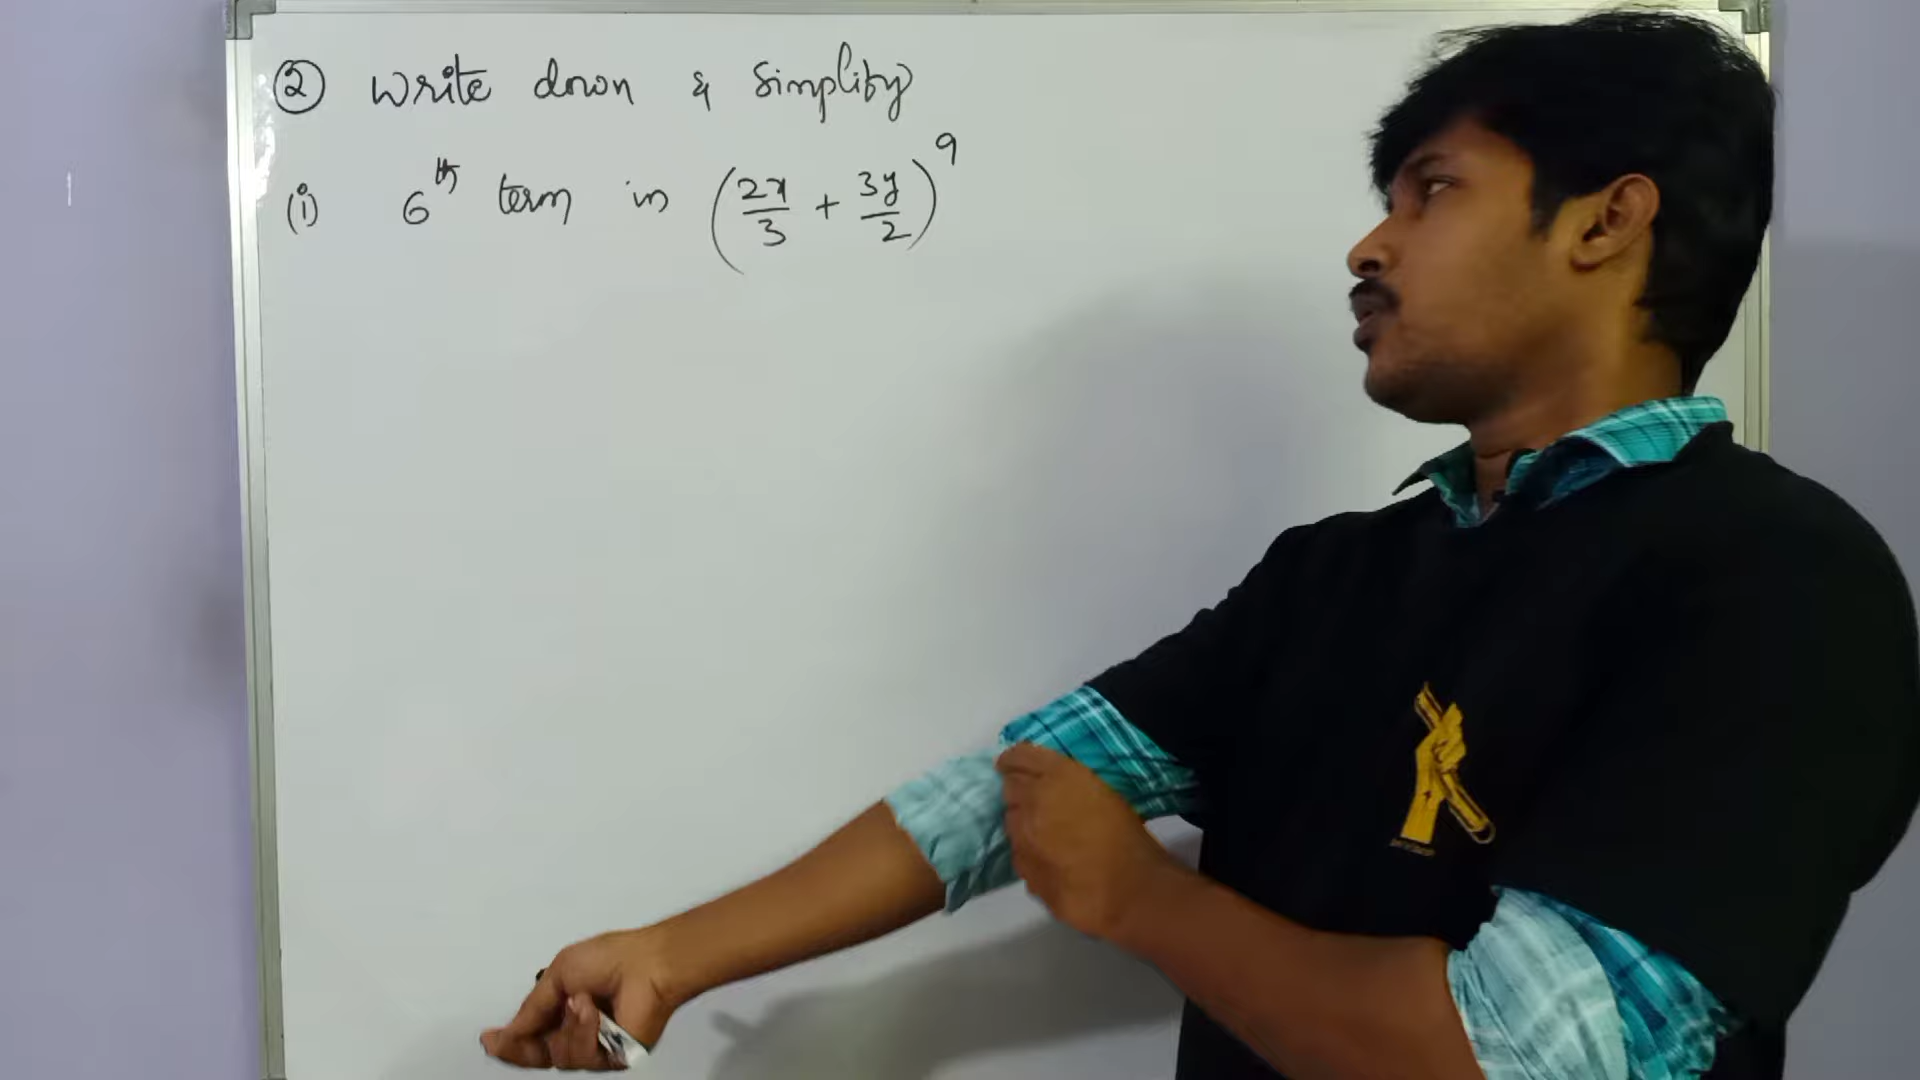 ② Write down & Simplify
(i) 6th term in (2x/3 + 3y/2)^9